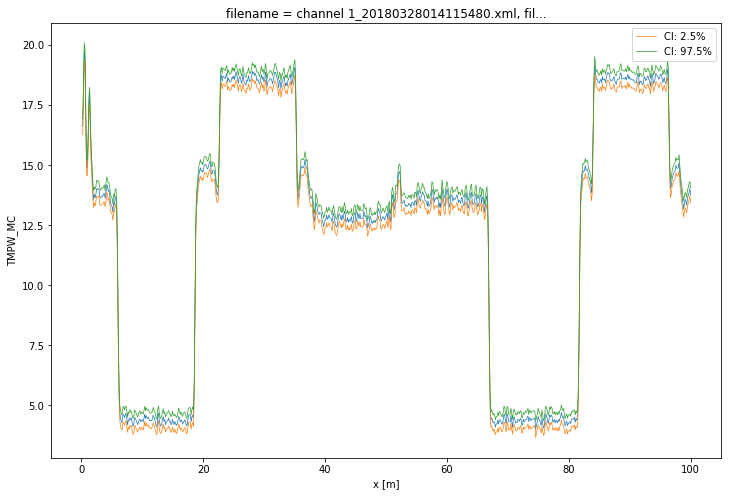 filename = channel 1_20180328014115480.xml, fil...
CI: 2.5%
CI: 97.5%
TMPW_MC
20.0
17.5
15.0
12.5
10.0
7.5
5.0
0 20 40 60 80 100
x [m]